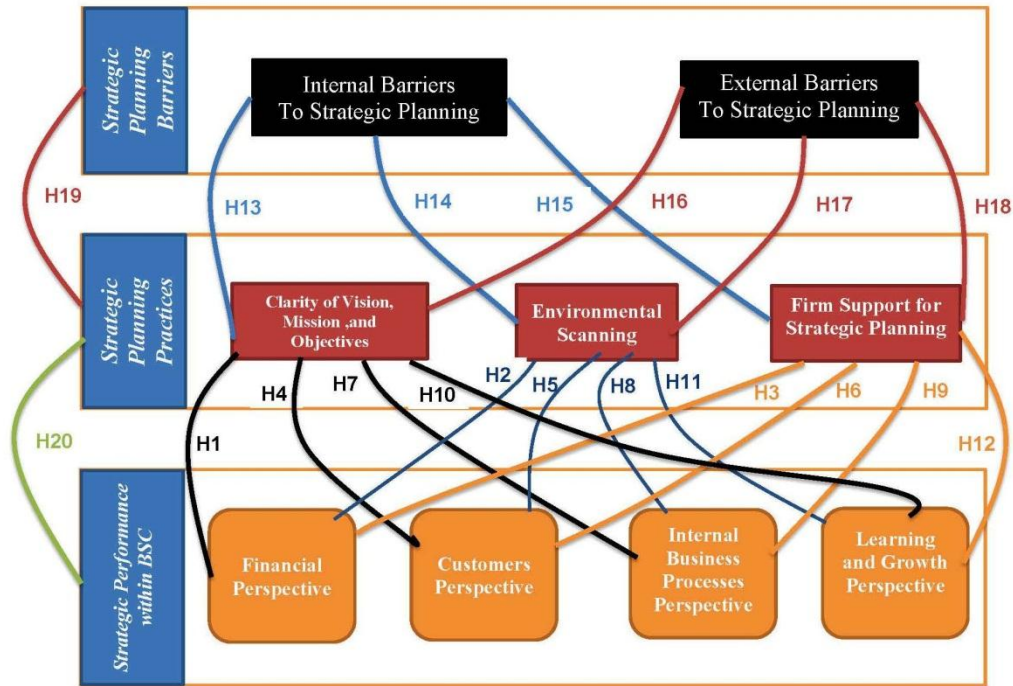 Strategic
Planning
Barriers
Internal Barriers
To Strategic Planning
External Barriers
To Strategic Planning
H19
H13
H14
H15
H16
H17
H18
Strategic
Planning
Practices
Clarity of Vision,
Mission ,and
Objectives
Environmental
Scanning
Firm Support for
Strategic Planning
H20
H1
H4
H7
H10
H2
H5
H8
H11
H3
H6
H9
H12
Strategic Performance
within BSC
Financial
Perspective
Customers
Perspective
Internal
Business
Processes
Perspective
Learning
and Growth
Perspective